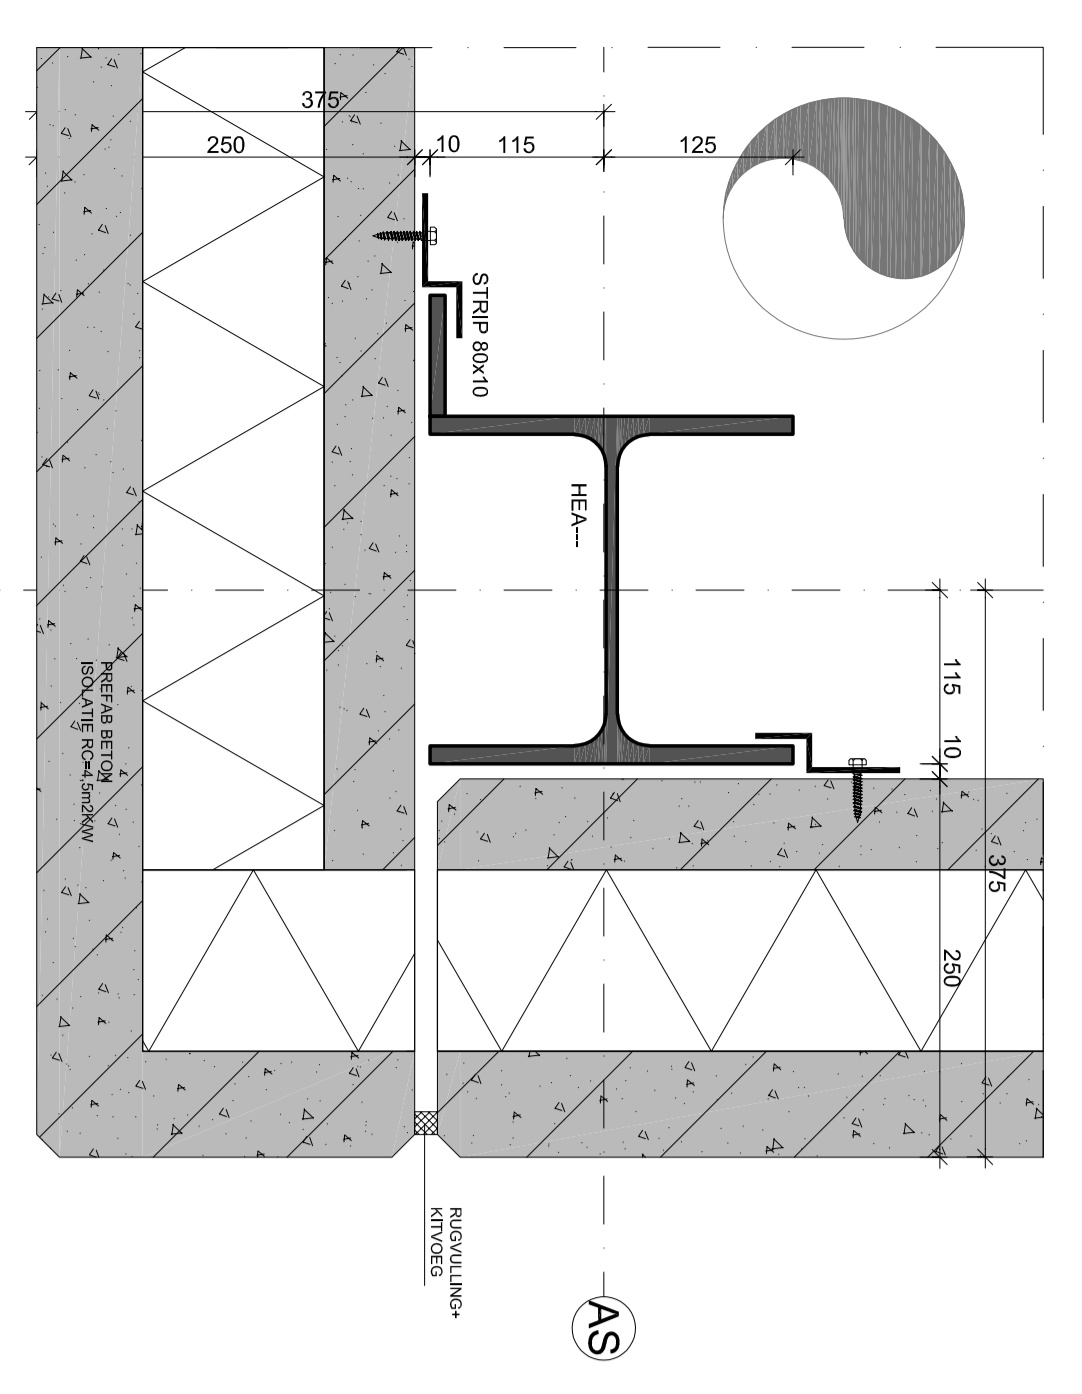 375
250
10
115
125
STRIP 80x10
HEA---
115
10
375
250
PREFAB BETON
ISOLATIE RC=4,5m2K/W
RUGVULLING+
KITVOEG
AS